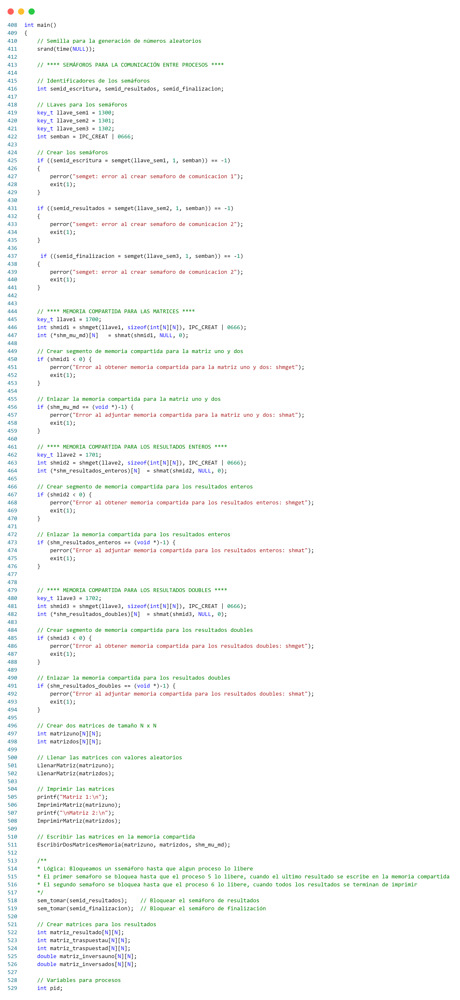 408 int main()
409 {
410     // Semilla para la generación de números aleatorios
411     srand(time(NULL));
412
413     // **** SEMÁFOROS PARA LA COMUNICACIÓN ENTRE PROCESOS ****
414
415     // Identificadores de los semáforos
416     int semid_escritura, semid_resultados, semid_finalizacion;
417
418     // LLaves para los semáforos
419     key_t llave_sem1 = 1300;
420     key_t llave_sem2 = 1301;
421     key_t llave_sem3 = 1302;
422     int semban = IPC_CREAT | 0666;
423
424     // Crear los semáforos
425     if ((semid_escritura = semget(llave_sem1, 1, semban)) == -1)
426     {
427         perror("semget: error al crear semaforo de comunicacion 1");
428         exit(1);
429     }
430
431     if ((semid_resultados = semget(llave_sem2, 1, semban)) == -1)
432     {
433         perror("semget: error al crear semaforo de comunicacion 2");
434         exit(1);
435     }
436
437      if ((semid_finalizacion = semget(llave_sem3, 1, semban)) == -1)
438     {
439         perror("semget: error al crear semaforo de comunicacion 2");
440         exit(1);
441     }
442
443
444     // **** MEMORIA COMPARTIDA PARA LAS MATRICES ****
445     key_t llave1 = 1700;
446     int shmid1 = shmget(llave1, sizeof(int[N][N]), IPC_CREAT | 0666);
447     int (*shm_mu_md)[N]   = shmat(shmid1, NULL, 0);
448
449     // Crear segmento de memoria compartida para la matriz uno y dos
450     if (shmid1 < 0) {
451         perror("Error al obtener memoria compartida para la matriz uno y dos: shmget");
452         exit(1);
453     }
454
455     // Enlazar la memoria compartida para la matriz uno y dos
456     if (shm_mu_md == (void *)-1) {
457         perror("Error al adjuntar memoria compartida para la matriz uno y dos: shmat");
458         exit(1);
459     }
460
461     // **** MEMORIA COMPARTIDA PARA LOS RESULTADOS ENTEROS ****
462     key_t llave2 = 1701;
463     int shmid2 = shmget(llave2, sizeof(int[N][N]), IPC_CREAT | 0666);
464     int (*shm_resultados_enteros)[N]  = shmat(shmid2, NULL, 0);
465
466     // Crear segmento de memoria compartida para los resultados enteros
467     if (shmid2 < 0) {
468         perror("Error al obtener memoria compartida para los resultados enteros: shmget");
469         exit(1);
470     }
471
472     // Enlazar la memoria compartida para los resultados enteros
473     if (shm_resultados_enteros == (void *)-1) {
474         perror("Error al adjuntar memoria compartida para los resultados enteros: shmat");
475         exit(1);
476     }
477
478
479     // **** MEMORIA COMPARTIDA PARA LOS RESULTADOS DOUBLES ****
480     key_t llave3 = 1702;
481     int shmid3 = shmget(llave3, sizeof(int[N][N]), IPC_CREAT | 0666);
482     int (*shm_resultados_doubles)[N]  = shmat(shmid3, NULL, 0);
483
484     // Crear segmento de memoria compartida para los resultados doubles
485     if (shmid3 < 0) {
486         perror("Error al obtener memoria compartida para los resultados doubles: shmget");
487         exit(1);
488     }
489
490     // Enlazar la memoria compartida para los resultados doubles
491     if (shm_resultados_doubles == (void *)-1) {
492         perror("Error al adjuntar memoria compartida para los resultados doubles: shmat");
493         exit(1);
494     }
495
496     // Crear dos matrices de tamaño N x N
497     int matrizuno[N][N];
498     int matrizdos[N][N];
499
500     // Llenar las matrices con valores aleatorios
501     LlenarMatriz(matrizuno);
502     LlenarMatriz(matrizdos);
503
504     // Imprimir las matrices
505     printf("Matriz 1:\n");
506     ImprimirMatriz(matrizuno);
507     printf("\nMatriz 2:\n");
508     ImprimirMatriz(matrizdos);
509
510     // Escribir las matrices en la memoria compartida
511     EscribirDosMatricesMemoria(matrizuno, matrizdos, shm_mu_md);
512
513     /**
514     * Lógica: Bloqueamos un ssemáforo hasta que algun proceso lo libere
515     * El primer semaforo se bloquea hasta que el proceso 5 lo libere, cuando el ultimo resultado se escribe en la memoria compartida
516     * El segundo semaforo se bloquea hasta que el proceso 6 lo libere, cuando todos los resultados se terminan de imprimir
517     */
518     sem_tomar(semid_resultados);    // Bloquear el semáforo de resultados
519     sem_tomar(semid_finalizacion);  // Bloquear el semáforo de finalización
520
521     // Crear matrices para los resultados
522     int matriz_resultado[N][N];
523     int matriz_traspuestau[N][N];
524     int matriz_traspuestad[N][N];
525     double matriz_inversauno[N][N];
526     double matriz_inversados[N][N];
527
528     // Variables para procesos
529     int pid;